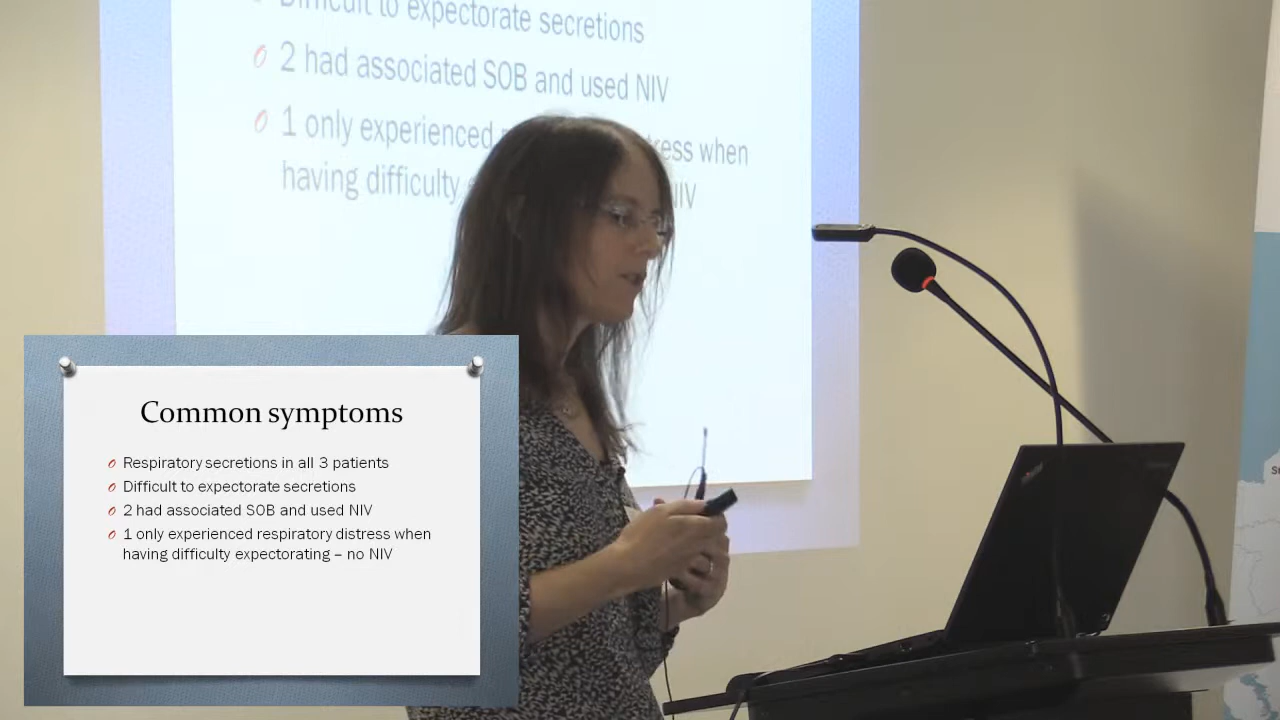 Difficult to expectorate secretions
2 had associated SOB and used NIV
1 only experienced when
having difficulty NIV
Common symptoms
Respiratory secretions in all 3 patients
Difficult to expectorate secretions
2 had associated SOB and used NIV
1 only experienced respiratory distress when
having difficulty expectorating – no NIV